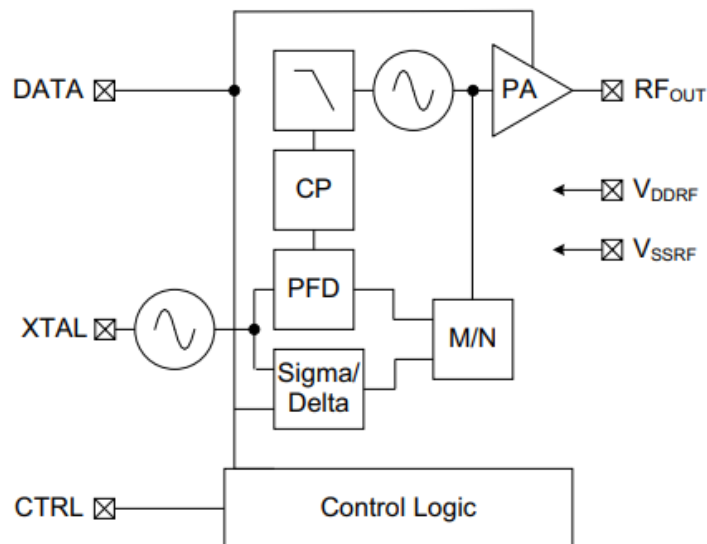 DATA
PA
RFOUT
CP
VDDRF
VSSRF
PFD
XTAL
M/N
Sigma/
Delta
CTRL
Control Logic